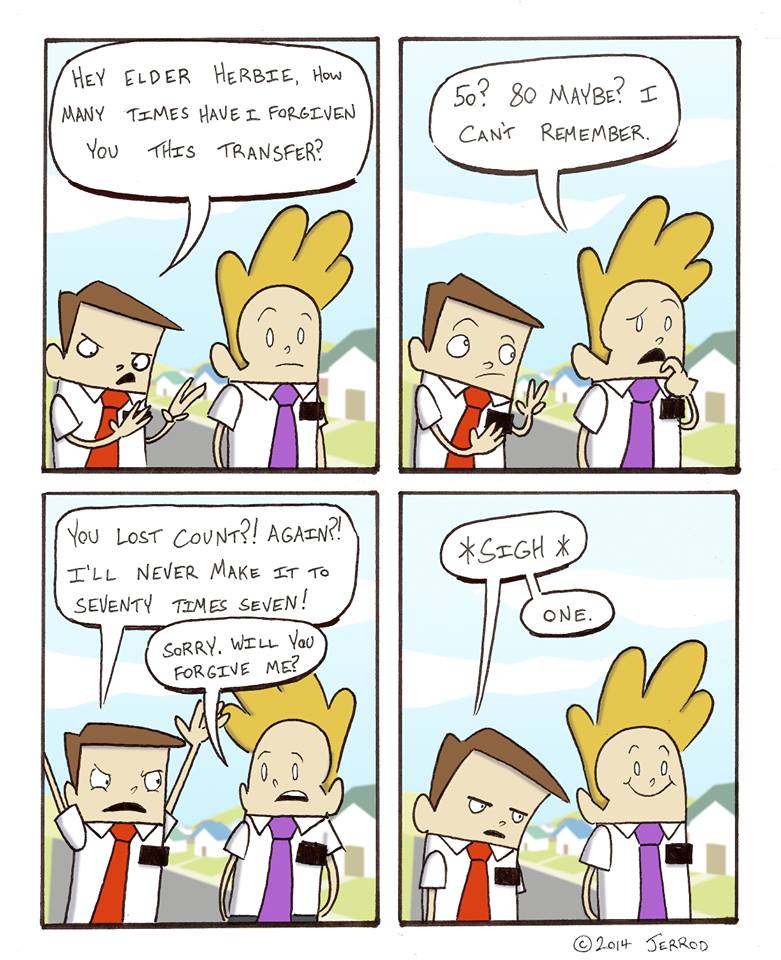 HEY ELDER HERBIE, HOW
MANY TIMES HAVE I FORGIVEN
YOU THIS TRANSFER?
50? 80 MAYBE? I
CAN'T REMEMBER.
YOU LOST COUNT?! AGAIN?!
I'LL NEVER MAKE IT TO
SEVENTY TIMES SEVEN!
SORRY. WILL YOU
FORGIVE ME?
*SIGH*
ONE.
© 2014 JERROD